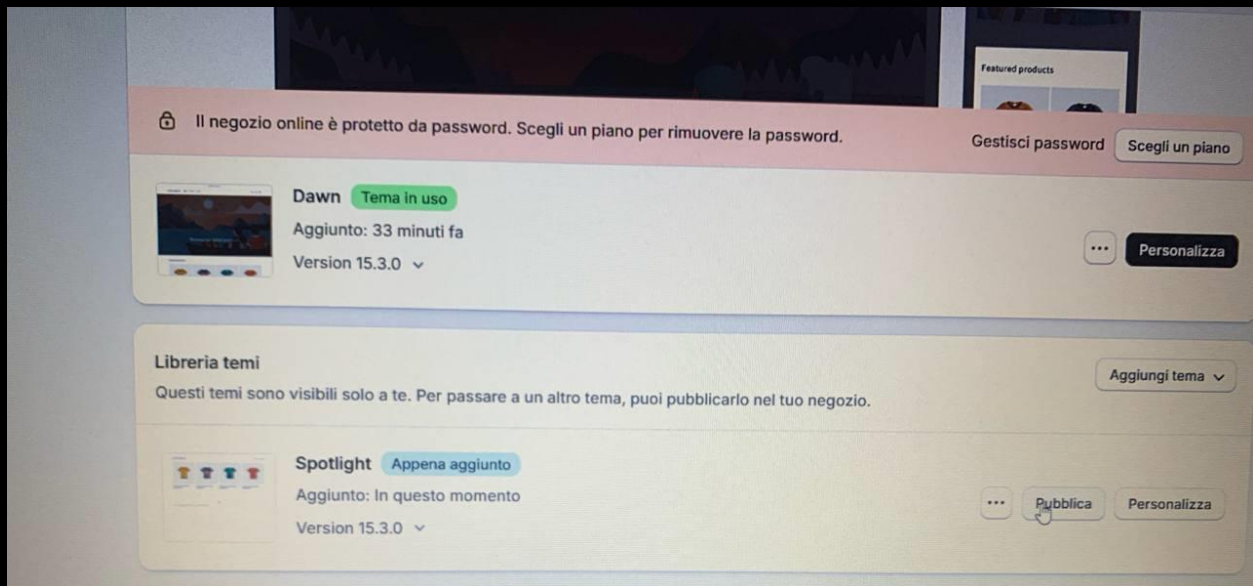 Featured products
Il negozio online è protetto da password. Scegli un piano per rimuovere la password.
Gestisci password
Scegli un piano
Dawn
Tema in uso
Aggiunto: 33 minuti fa
Version 15.3.0
Personalizza
Libreria temi
Aggiungi tema
Questi temi sono visibili solo a te. Per passare a un altro tema, puoi pubblicarlo nel tuo negozio.
Spotlight
Appena aggiunto
Aggiunto: In questo momento
Pubblica
Personalizza
Version 15.3.0